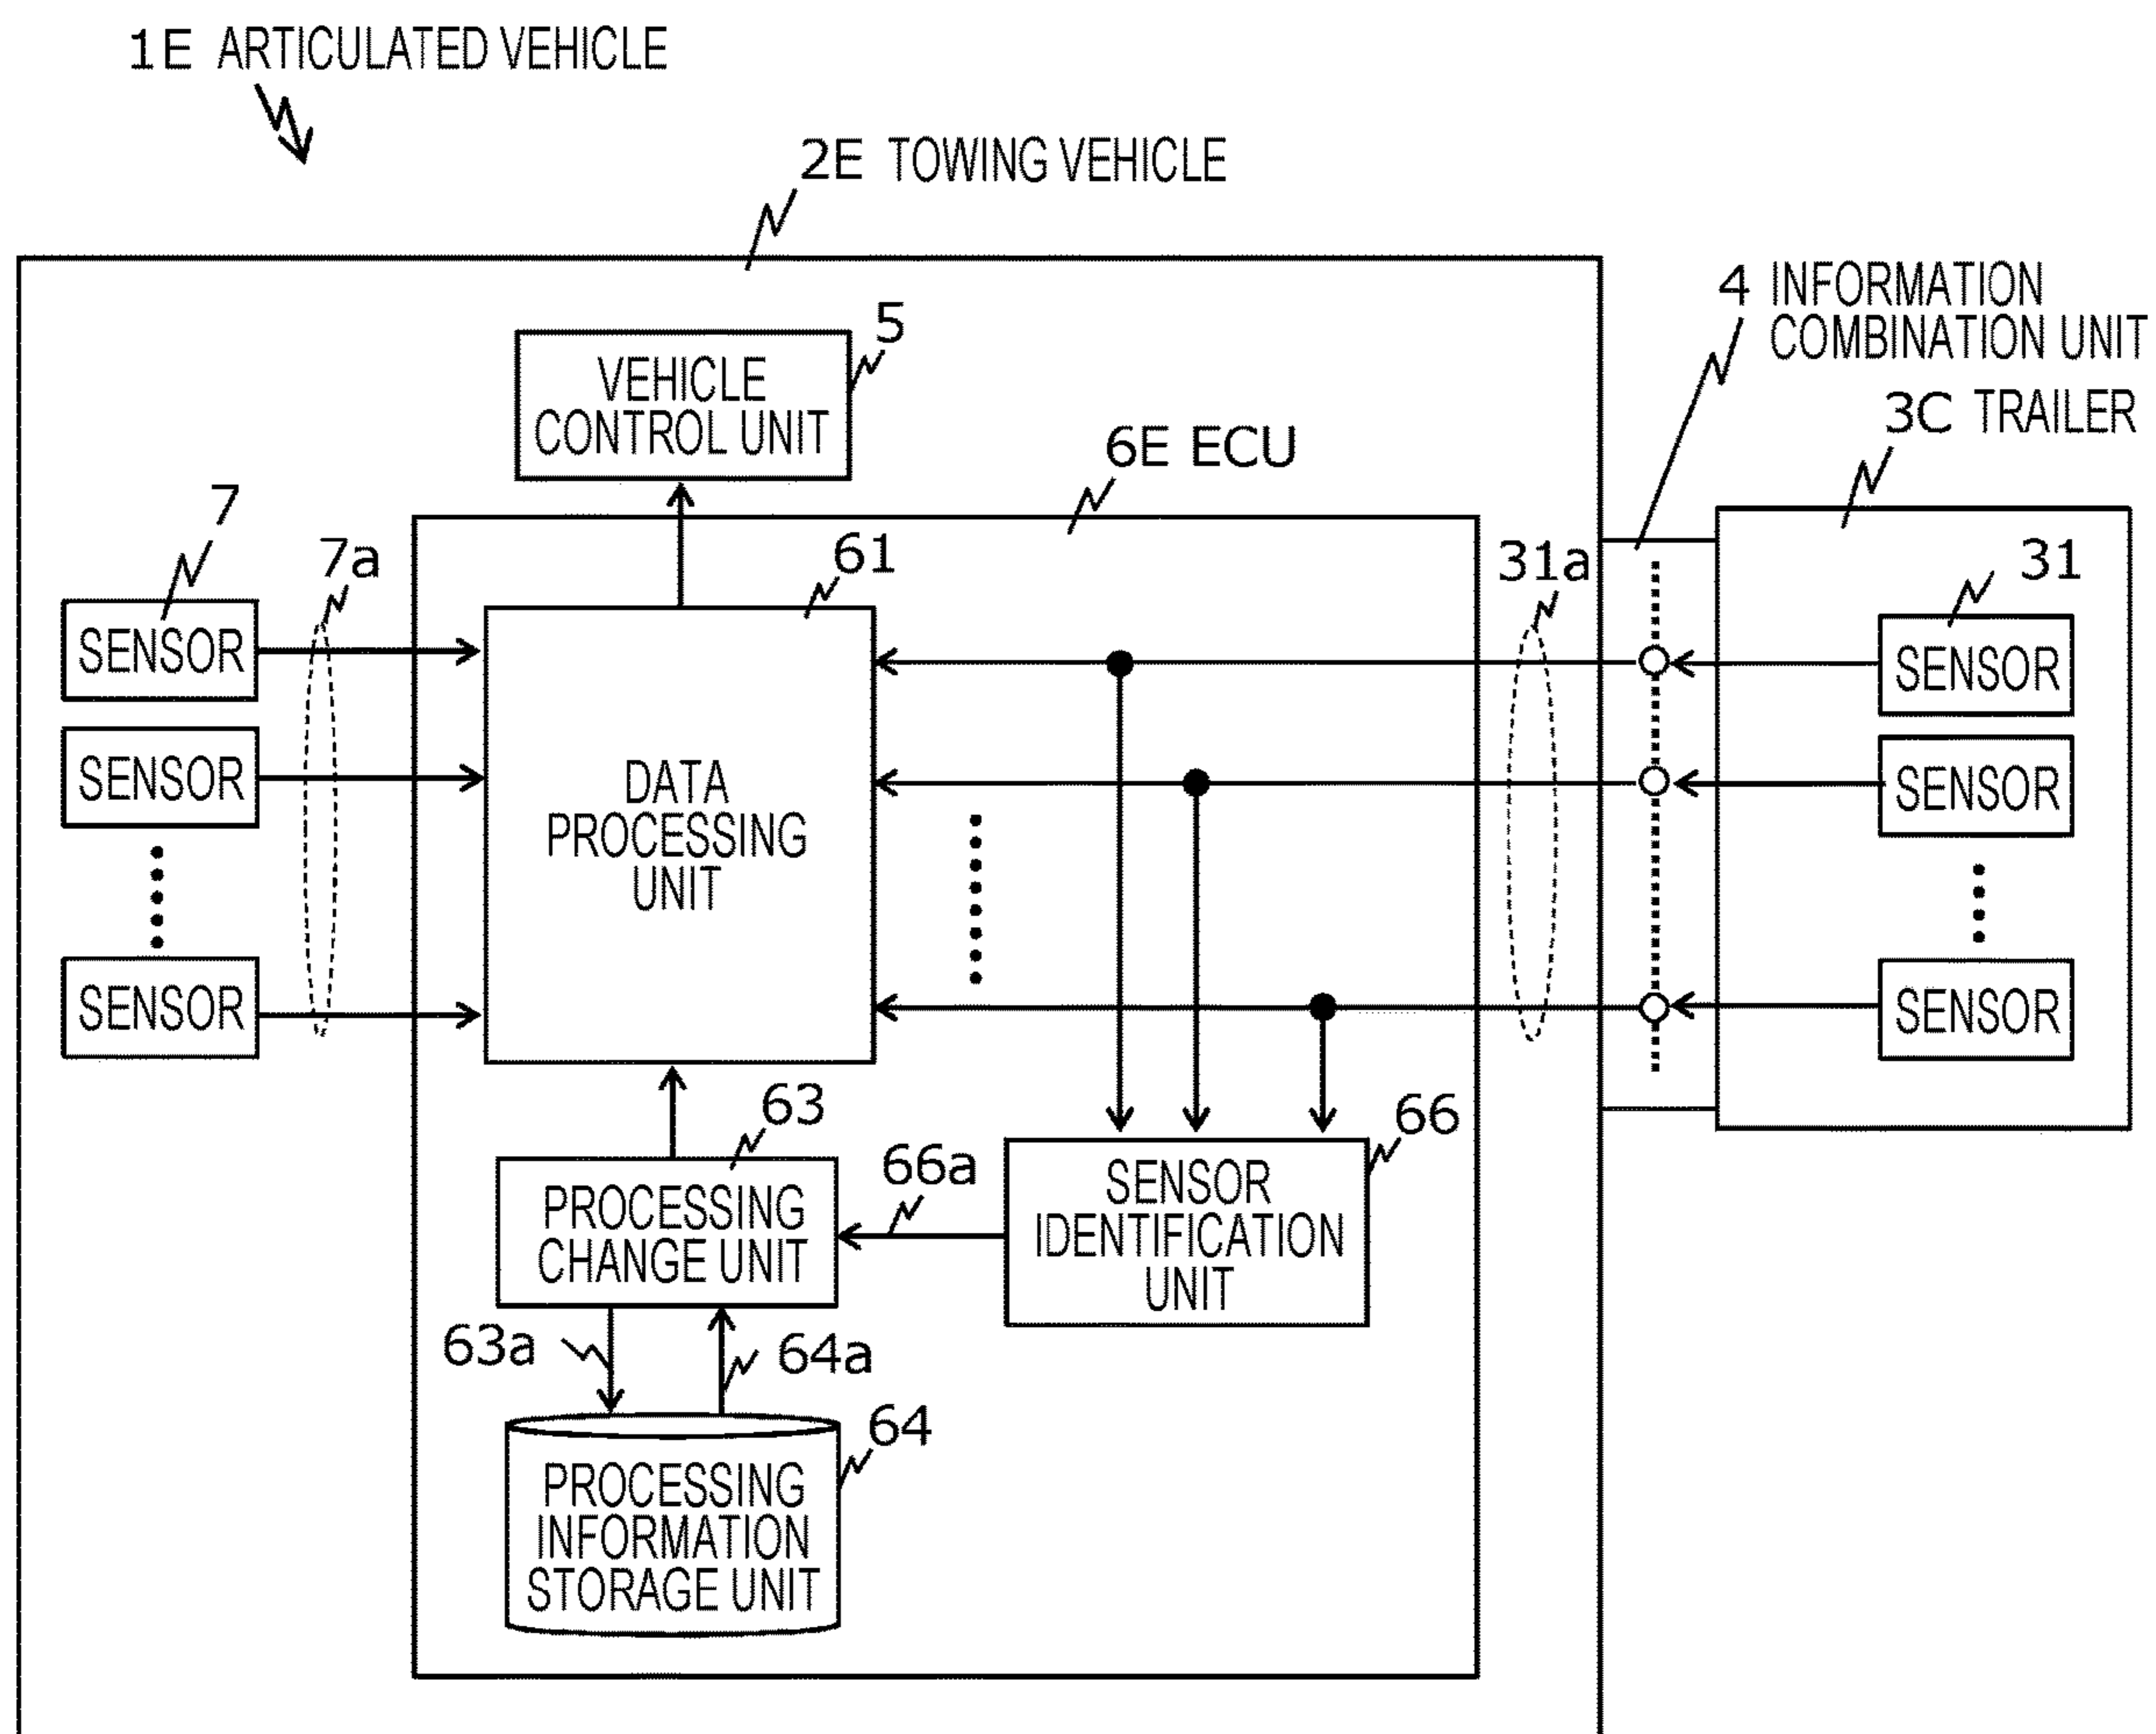 1E ARTICULATED VEHICLE
2E TOWING VEHICLE
4 INFORMATION
COMBINATION UNIT
3C TRAILER
5
VEHICLE
CONTROL UNIT
6E ECU
7
7a
61
31a
31
SENSOR
SENSOR
SENSOR
SENSOR
SENSOR
SENSOR
DATA
PROCESSING
UNIT
63
66
66a
PROCESSING
CHANGE UNIT
SENSOR
IDENTIFICATION
UNIT
63a
64a
64
PROCESSING
INFORMATION
STORAGE UNIT